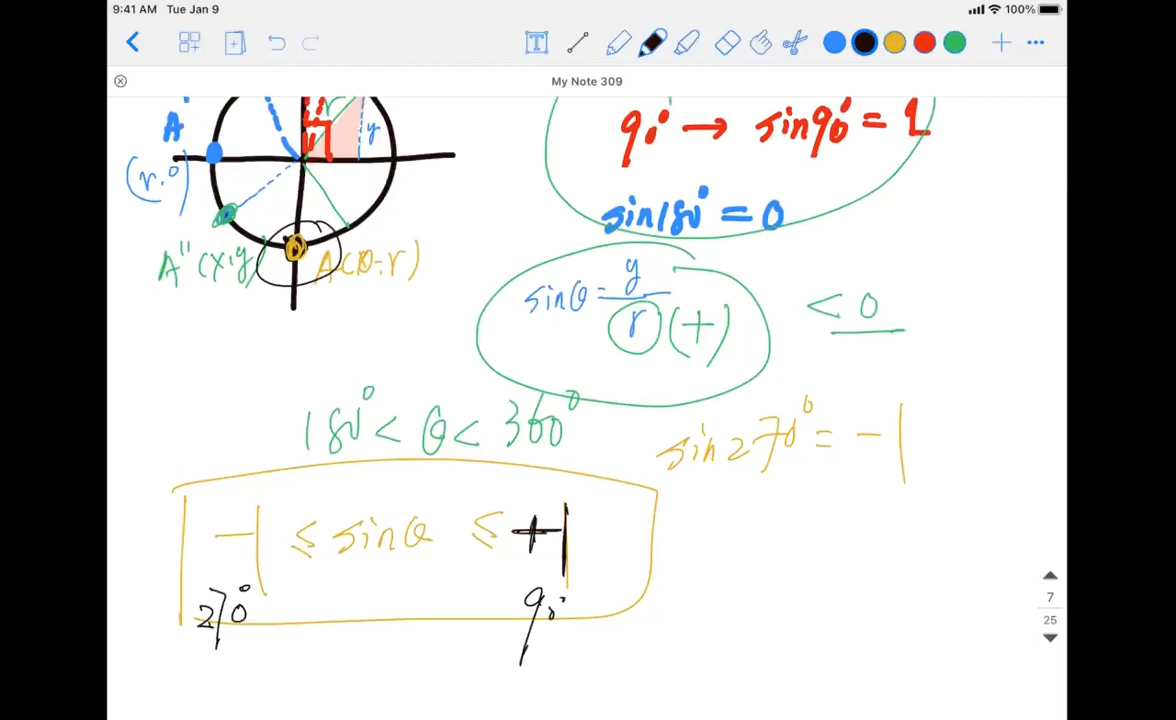 9:41 AM Tue Jan 9
100%
My Note 309
A'
r
y
(r, 0)
90° → sin90° = 1
sin180° = 0
A"(x, y)
sinθ = y/r (+) < 0
180° < θ < 360°
sin270° = -1
-1 ≤ sinθ ≤ +1
270°
90°
7
25